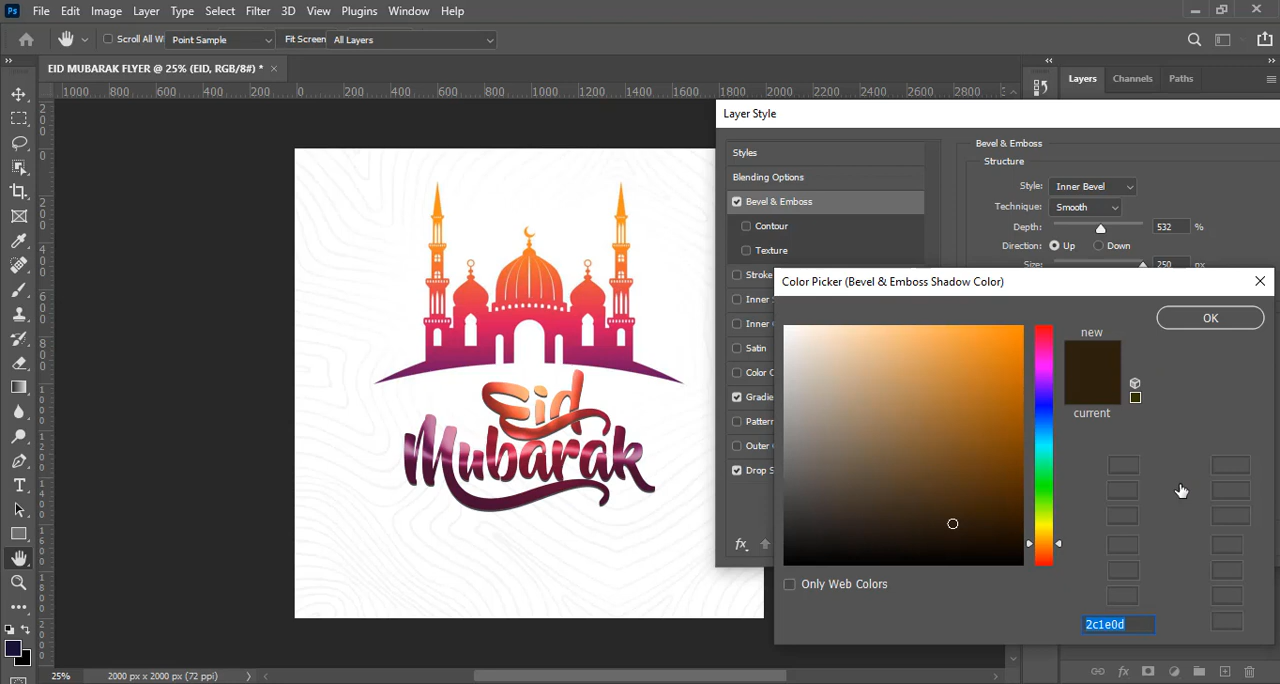 Ps File Edit Image Layer Type Select Filter 3D View Plugins Window Help
Scroll All W Point Sample Fit Screen All Layers
EID MUBARAK FLYER @ 25% (EID, RGB/8#) * ×
Layers Channels Paths
1000 800 600 400 200 0 200 400 600 800 1000 1200 1400 1600 1800 2000 2200 2400 2600 2800 3
Layer Style
Styles
Blending Options
Bevel & Emboss
Contour
Texture
Stroke
Inner
Inner
Satin
Color
Gradie
Pattern
Outer
Drop S
fx
Bevel & Emboss
Structure
Style: Inner Bevel
Technique: Smooth
Depth: 532 %
Direction: Up Down
Size: 250 px
Color Picker (Bevel & Emboss Shadow Color)
OK
new
current
Only Web Colors
2c1e0d
Eid
Mubarak
25% 2000 px x 2000 px (72 ppi)
fx